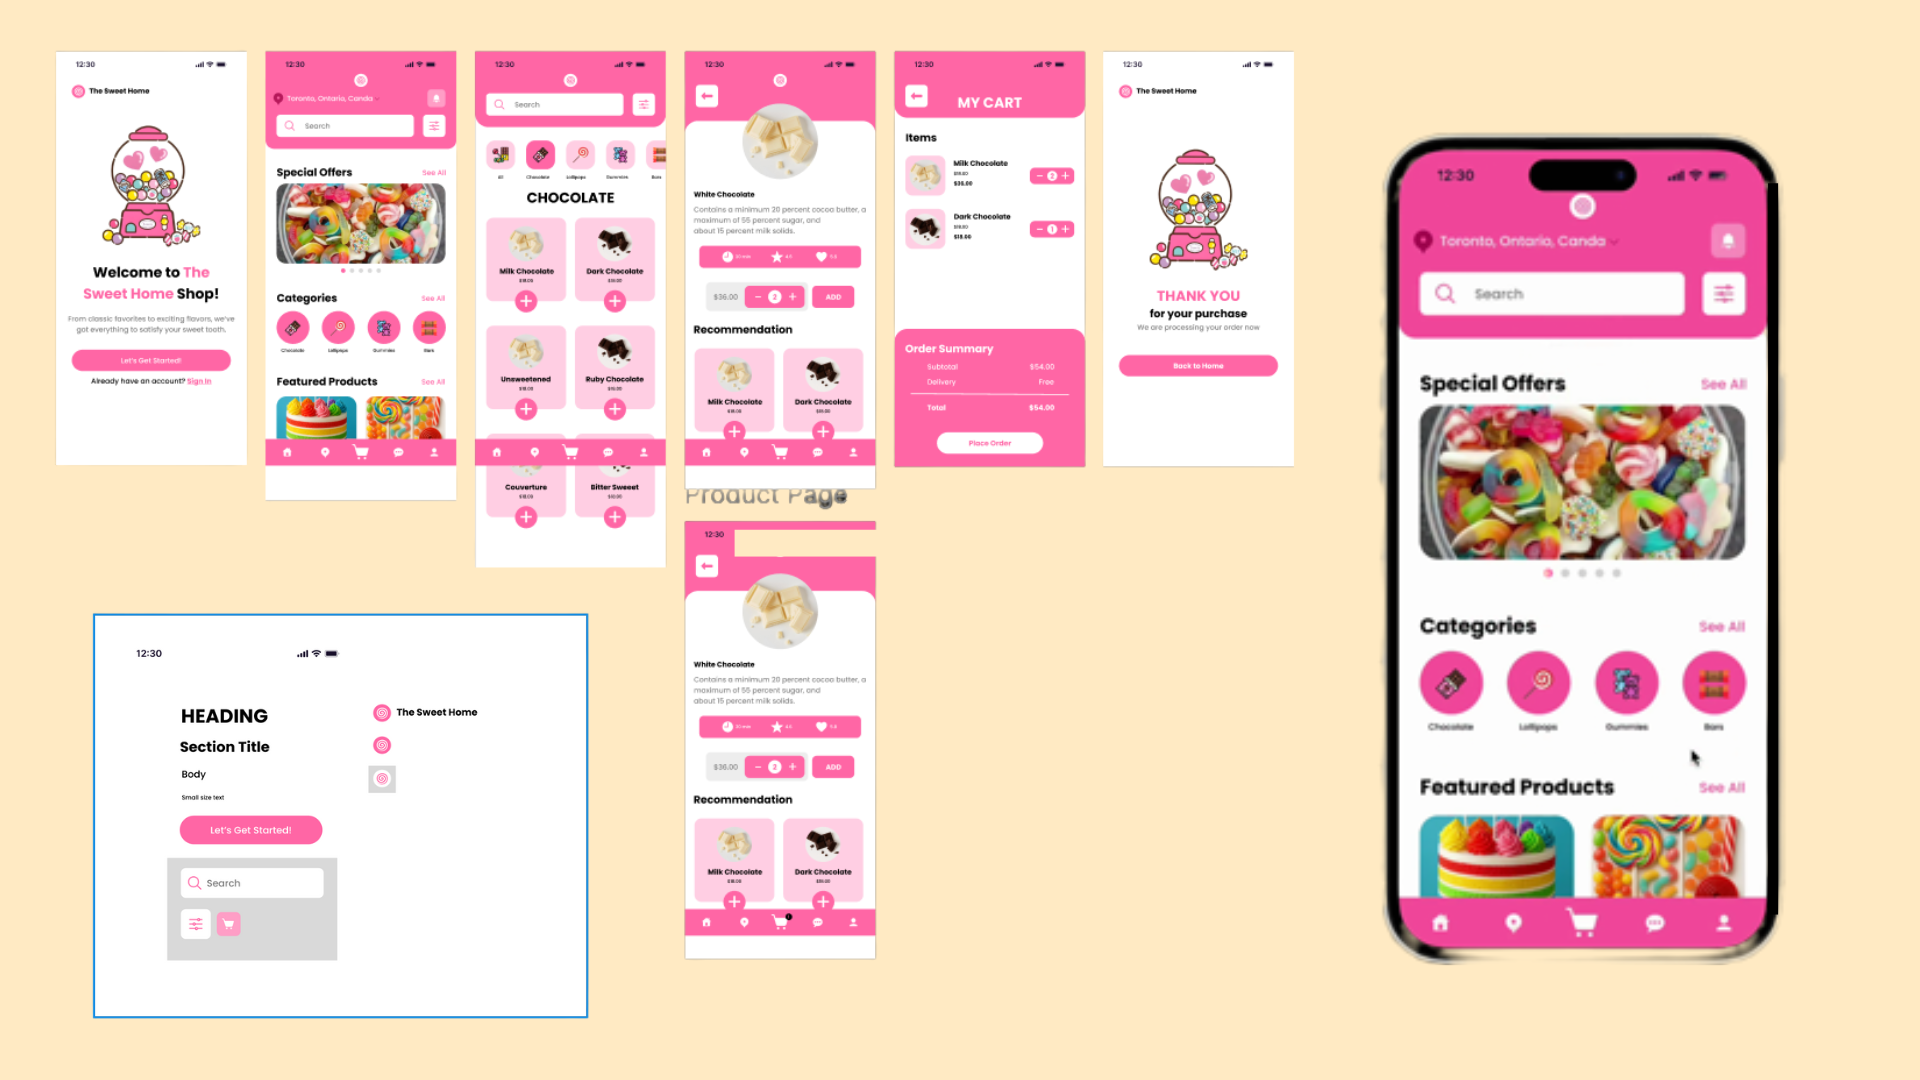 12:30
The Sweet Home
Welcome to The
Sweet Home Shop!
From classic favorites to exciting flavors, we've
got everything to satisfy your sweet tooth.
Let's Get Started!
Already have an account? Sign In
12:30
Toronto, Ontario, Canda
Search
Special Offers See All
Categories See All
Chocolate Lollipops Gummies Bars
Featured Products See All
12:30
Search
All Chocolate Lollipops Gummies Bars
CHOCOLATE
Milk Chocolate Dark Chocolate
$18.00 $18.00
Unsweetened Ruby Chocolate
$18.00
Couverture Bitter Sweeet
$18.00
12:30
White Chocolate
Contains a minimum 20 percent cocoa butter, a
maximum of 55 percent sugar, and
about 15 percent milk solids.
$36.00 2 ADD
Recommendation
Milk Chocolate Dark Chocolate
12:30
MY CART
Items
Milk Chocolate
$36.00
2
Dark Chocolate
$18.00
1
Order Summary
Subtotal $54.00
Delivery Free
Total $54.00
Place Order
12:30
The Sweet Home
THANK YOU
for your purchase
We are processing your order now
Back to Home
Product Page
12:30
White Chocolate
Contains a minimum 20 percent cocoa butter, a
maximum of 55 percent sugar, and
about 15 percent milk solids.
$36.00 2 ADD
Recommendation
Milk Chocolate Dark Chocolate
12:30
HEADING
Section Title
Body
Small size text
Let's Get Started!
Search
The Sweet Home
12:30
Toronto, Ontario, Canda
Search
Special Offers See All
Categories See All
Chocolate Lollipops Gummies Bars
Featured Products See All